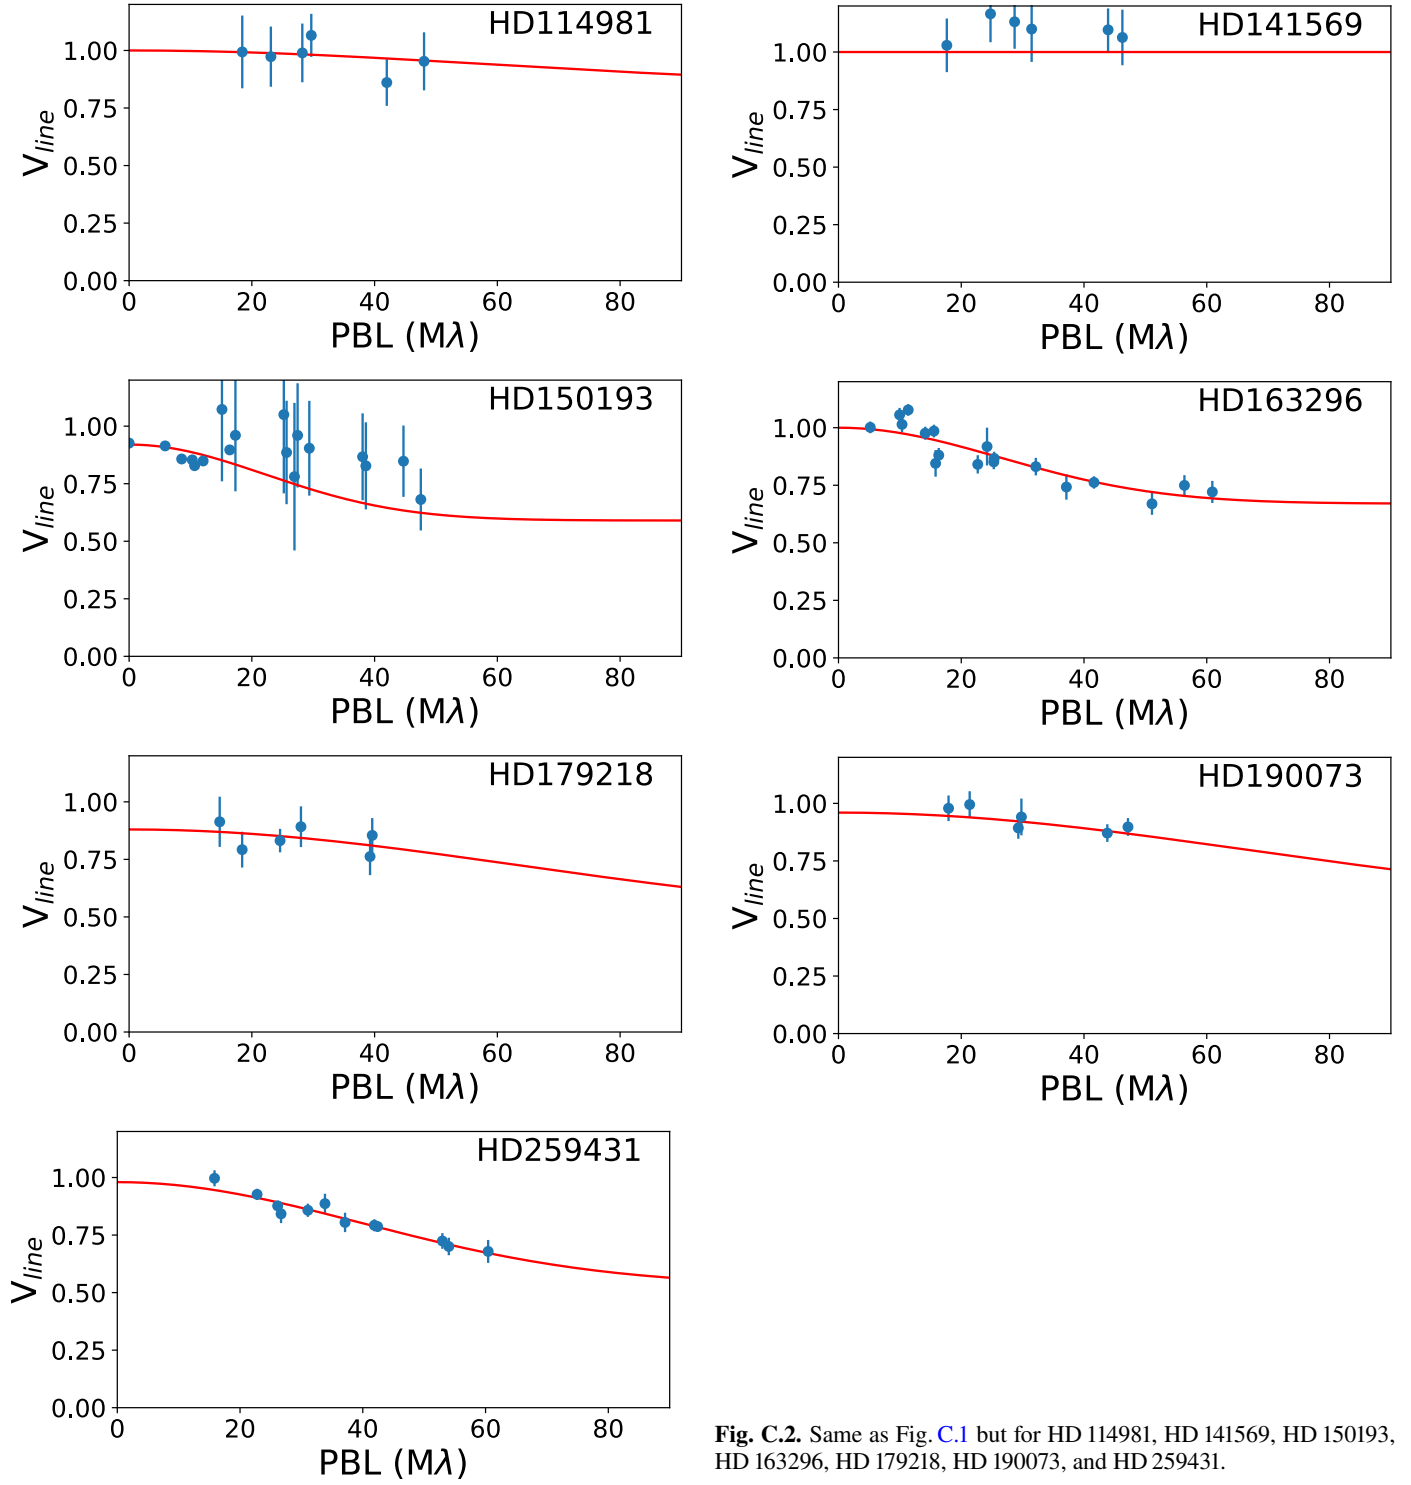 HD114981
1.00
0.75
0.50
0.25
0.00
V_line
0 20 40 60 80
PBL (Mλ)
HD141569
1.00
0.75
0.50
0.25
0.00
V_line
0 20 40 60 80
PBL (Mλ)
HD150193
1.00
0.75
0.50
0.25
0.00
V_line
0 20 40 60 80
PBL (Mλ)
HD163296
1.00
0.75
0.50
0.25
0.00
V_line
0 20 40 60 80
PBL (Mλ)
HD179218
1.00
0.75
0.50
0.25
0.00
V_line
0 20 40 60 80
PBL (Mλ)
HD190073
1.00
0.75
0.50
0.25
0.00
V_line
0 20 40 60 80
PBL (Mλ)
HD259431
1.00
0.75
0.50
0.25
0.00
V_line
0 20 40 60 80
PBL (Mλ)
Fig. C.2. Same as Fig. C.1 but for HD 114981, HD 141569, HD 150193,
HD 163296, HD 179218, HD 190073, and HD 259431.